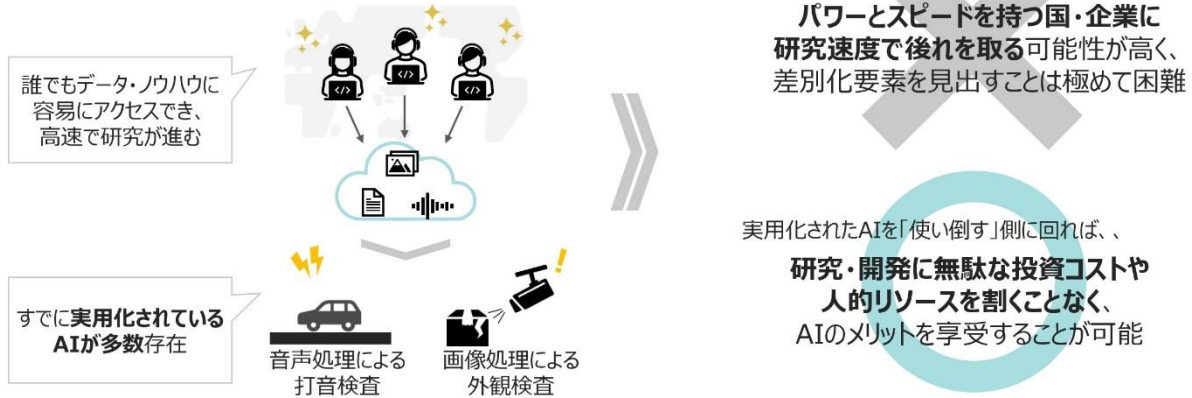 誰でもデータ・ノウハウに
容易にアクセスでき、
高速で研究が進む
</>
</>
</>
すでに実用化されている
AIが多数存在
音声処理による
打音検査
画像処理による
外観検査
パワーとスピードを持つ国・企業に
研究速度で後れを取る可能性が高く、
差別化要素を見出すことは極めて困難
実用化されたAIを「使い倒す」側に回れば、、
研究・開発に無駄な投資コストや
人的リソースを割くことなく、
AIのメリットを享受することが可能